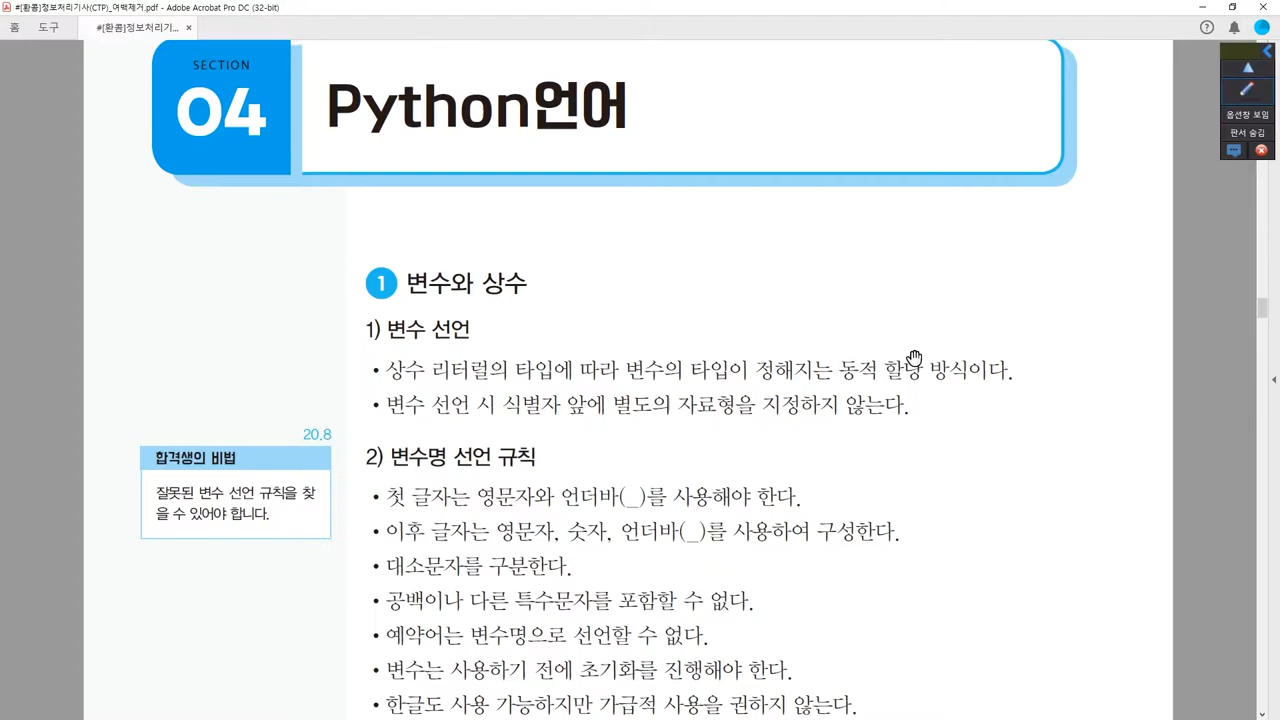 #[환콤]정보처리기사(CTP)_여백제거.pdf - Adobe Acrobat Pro DC (32-bit)
홈 도구 #[환콤]정보처리기... ×
옵션창 보임
판서 숨김
SECTION
04
Python언어
1 변수와 상수
1) 변수 선언
• 상수 리터럴의 타입에 따라 변수의 타입이 정해지는 동적 할당 방식이다.
• 변수 선언 시 식별자 앞에 별도의 자료형을 지정하지 않는다.
20.8
합격생의 비법
잘못된 변수 선언 규칙을 찾
을 수 있어야 합니다.
2) 변수명 선언 규칙
• 첫 글자는 영문자와 언더바(_)를 사용해야 한다.
• 이후 글자는 영문자, 숫자, 언더바(_)를 사용하여 구성한다.
• 대소문자를 구분한다.
• 공백이나 다른 특수문자를 포함할 수 없다.
• 예약어는 변수명으로 선언할 수 없다.
• 변수는 사용하기 전에 초기화를 진행해야 한다.
• 한글도 사용 가능하지만 가급적 사용을 권하지 않는다.